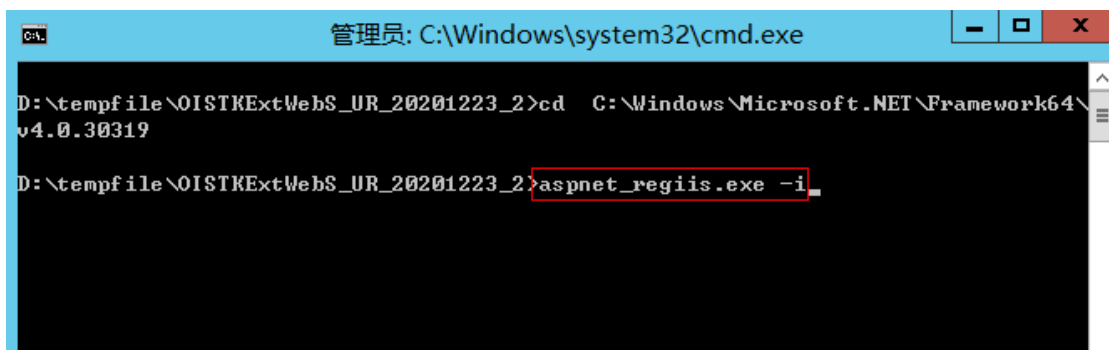 管理员: C:\Windows\system32\cmd.exe
D:\tempfile\OISTKExtWebS_UR_20201223_2>cd  C:\Windows\Microsoft.NET\Framework64\
v4.0.30319
D:\tempfile\OISTKExtWebS_UR_20201223_2>aspnet_regiis.exe -i_